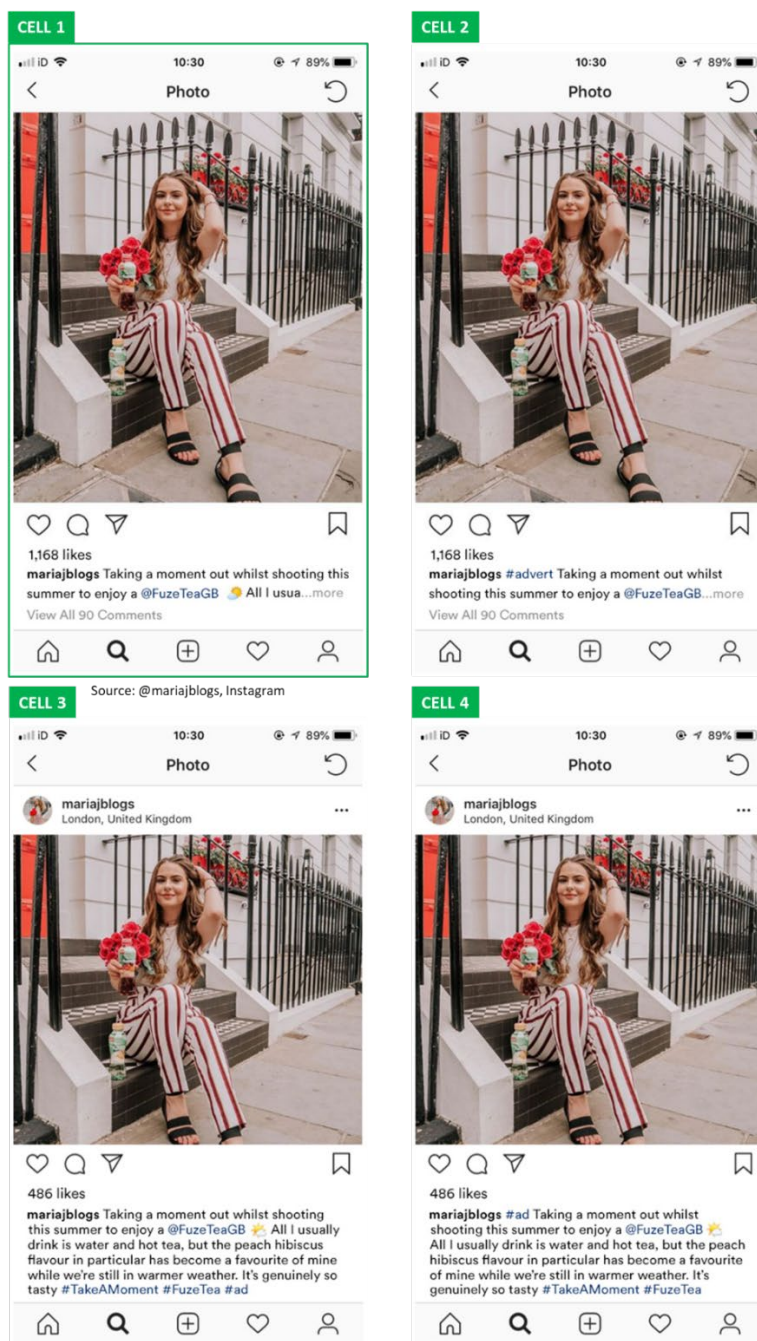 CELL 1
iD 10:30 89%
Photo
1,168 likes
mariajblogs Taking a moment out whilst shooting this
summer to enjoy a @FuzeTeaGB 🌤️ All I usua...more
View All 90 Comments
Source: @mariajblogs, Instagram
CELL 2
iD 10:30 89%
Photo
1,168 likes
mariajblogs #advert Taking a moment out whilst
shooting this summer to enjoy a @FuzeTeaGB...more
View All 90 Comments
CELL 3
iD 10:30 89%
Photo
mariajblogs
London, United Kingdom
486 likes
mariajblogs Taking a moment out whilst shooting
this summer to enjoy a @FuzeTeaGB 🌤️ All I usually
drink is water and hot tea, but the peach hibiscus
flavour in particular has become a favourite of mine
while we're still in warmer weather. It's genuinely so
tasty #TakeAMoment #FuzeTea #ad
CELL 4
iD 10:30 89%
Photo
mariajblogs
London, United Kingdom
486 likes
mariajblogs #ad Taking a moment out whilst
shooting this summer to enjoy a @FuzeTeaGB 🌤️
All I usually drink is water and hot tea, but the peach
hibiscus flavour in particular has become a favourite
of mine while we're still in warmer weather. It's
genuinely so tasty #TakeAMoment #FuzeTea